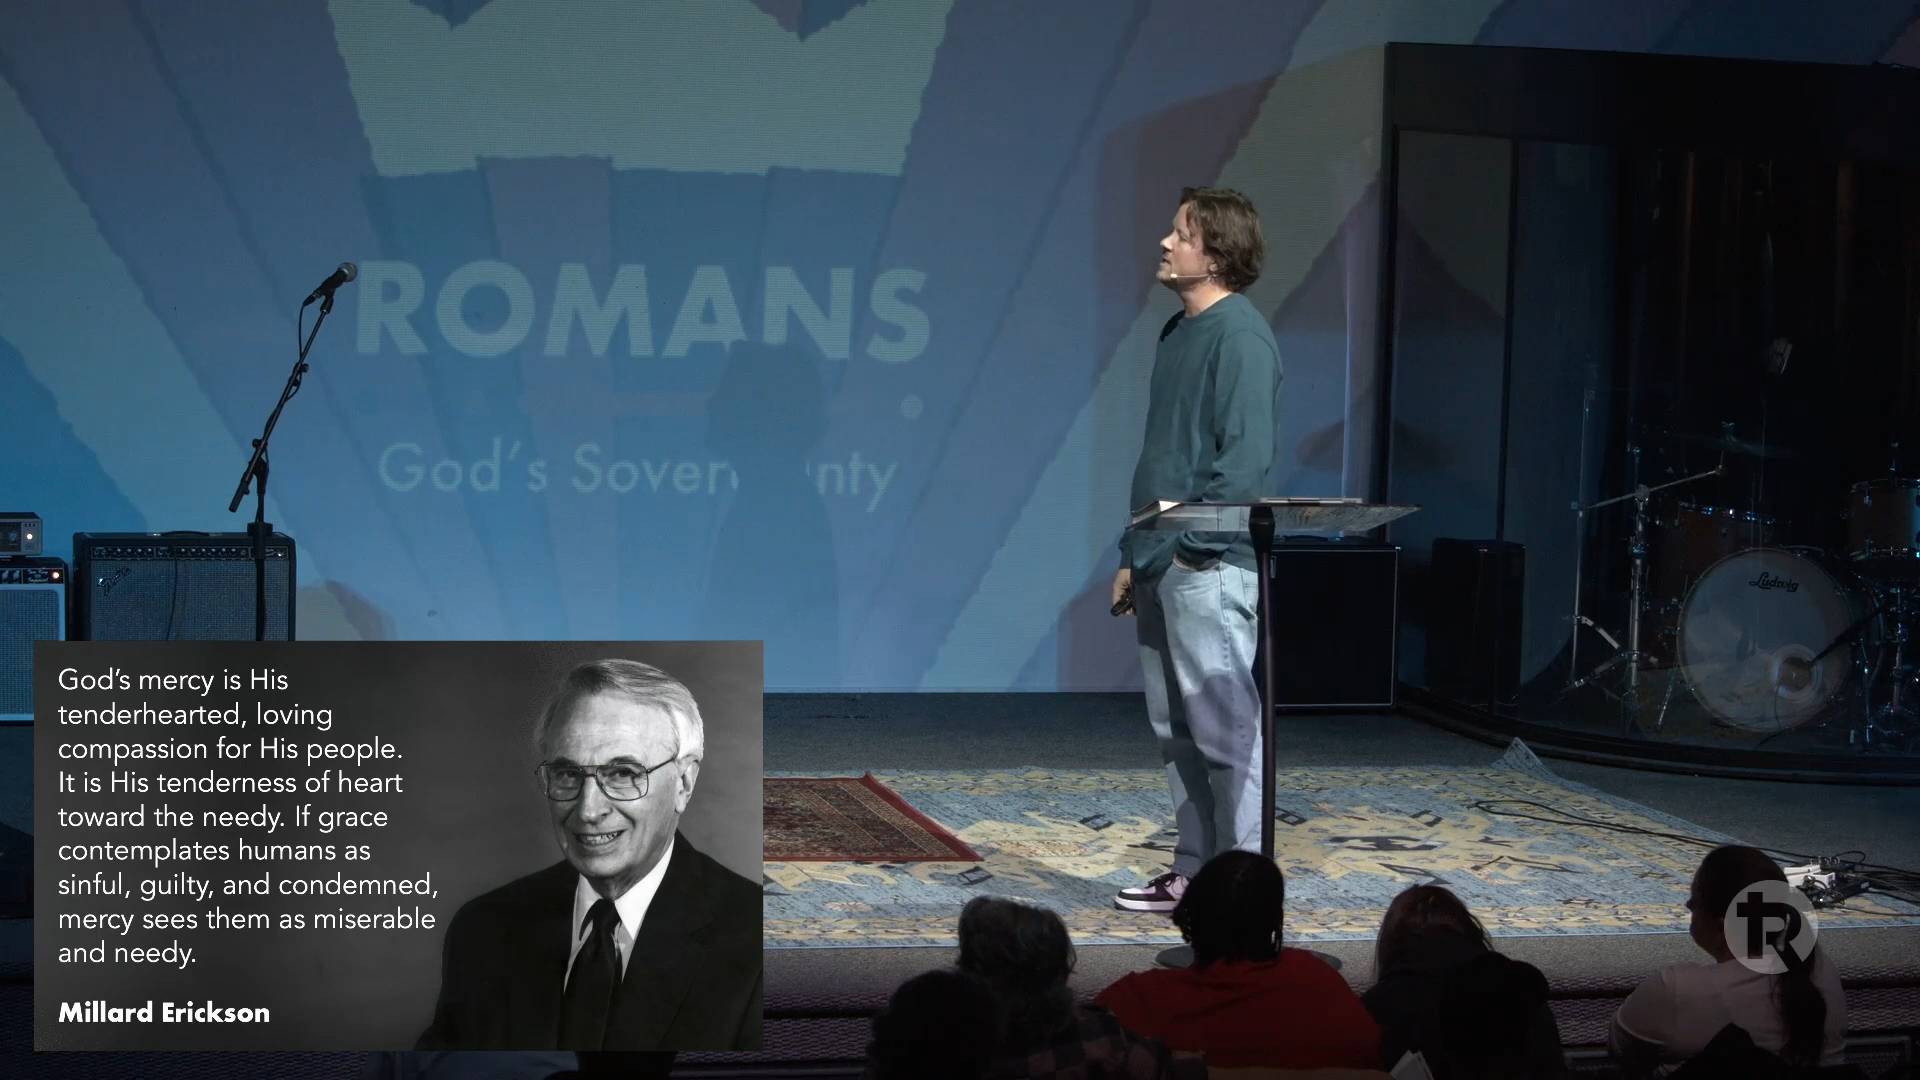 ROMANS
God's Sover nty
Fender
Ludwig
God's mercy is His
tenderhearted, loving
compassion for His people.
It is His tenderness of heart
toward the needy. If grace
contemplates humans as
sinful, guilty, and condemned,
mercy sees them as miserable
and needy.
Millard Erickson
R